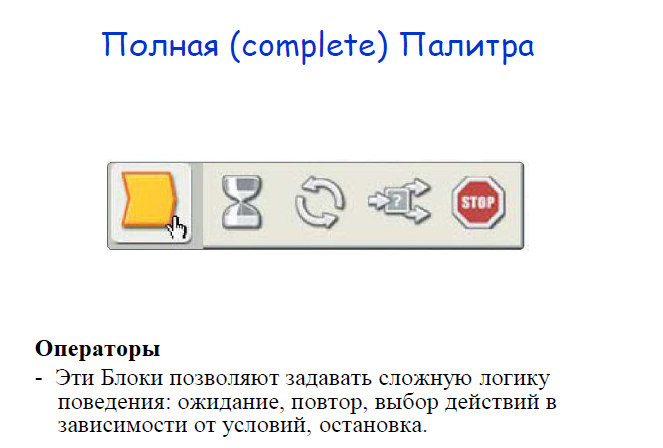 Полная (complete) Палитра
?
STOP
Операторы
- Эти Блоки позволяют задавать сложную логику
поведения: ожидание, повтор, выбор действий в
зависимости от условий, остановка.